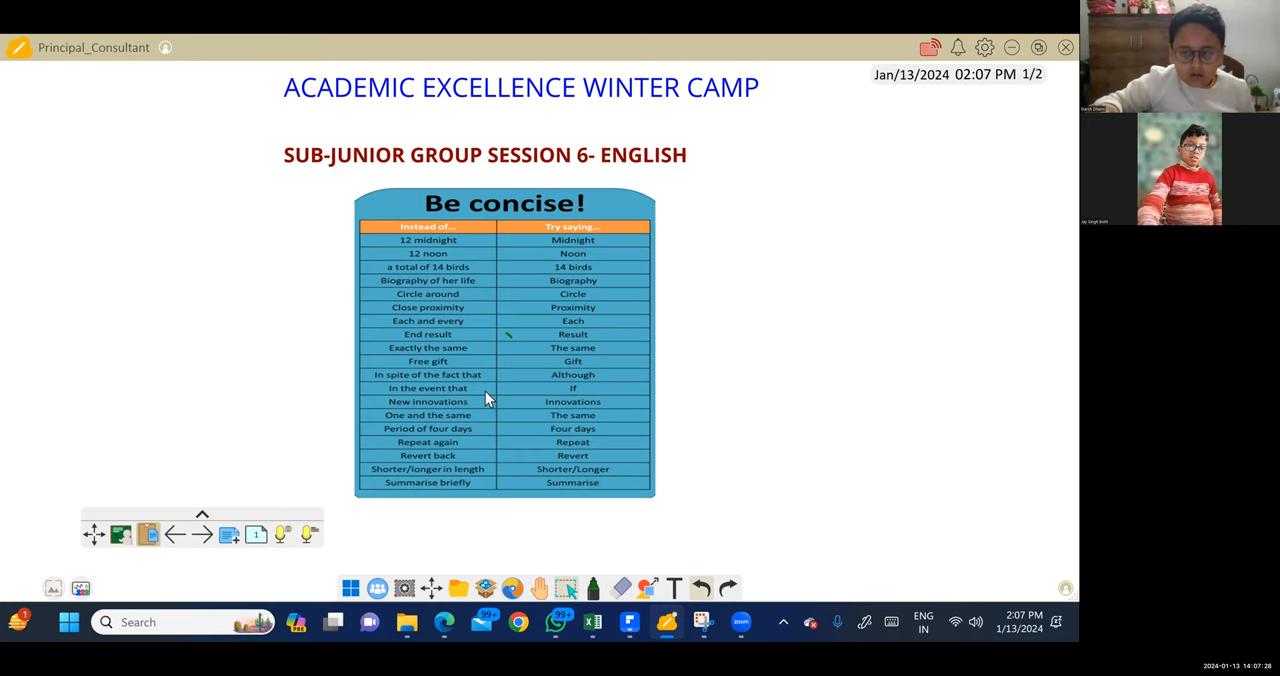 Principal_Consultant
Jan/13/2024 02:07 PM 1/2
ACADEMIC EXCELLENCE WINTER CAMP
SUB-JUNIOR GROUP SESSION 6- ENGLISH
Be concise!
Instead of... Try saying...
12 midnight Midnight
12 noon Noon
a total of 14 birds 14 birds
Biography of her life Biography
Circle around Circle
Close proximity Proximity
Each and every Each
End result Result
Exactly the same The same
Free gift Gift
In spite of the fact that Although
In the event that If
New innovations Innovations
One and the same The same
Period of four days Four days
Repeat again Repeat
Revert back Revert
Shorter/longer in length Shorter/Longer
Summarise briefly Summarise
1
T
1
Search
PRE
99+
99+
zoom
ENG
IN
2:07 PM
1/13/2024
2024-01-13 14:07:28